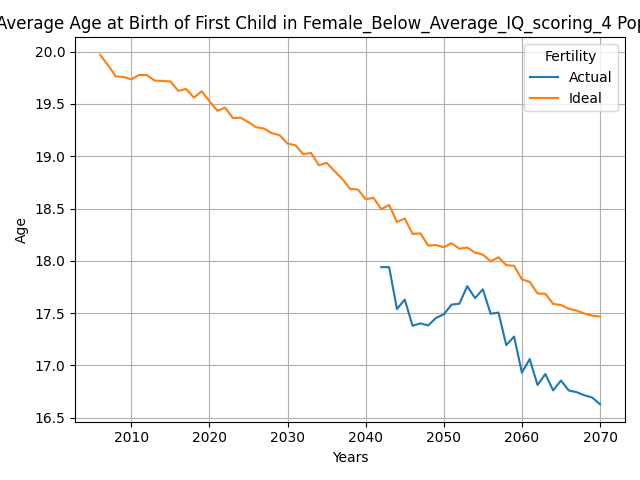 Average Age at Birth of First Child in Female_Below_Average_IQ_scoring_4 Pop
Fertility
Actual
Ideal
20.0
19.5
19.0
18.5
18.0
17.5
17.0
16.5
Age
2010 2020 2030 2040 2050 2060 2070
Years